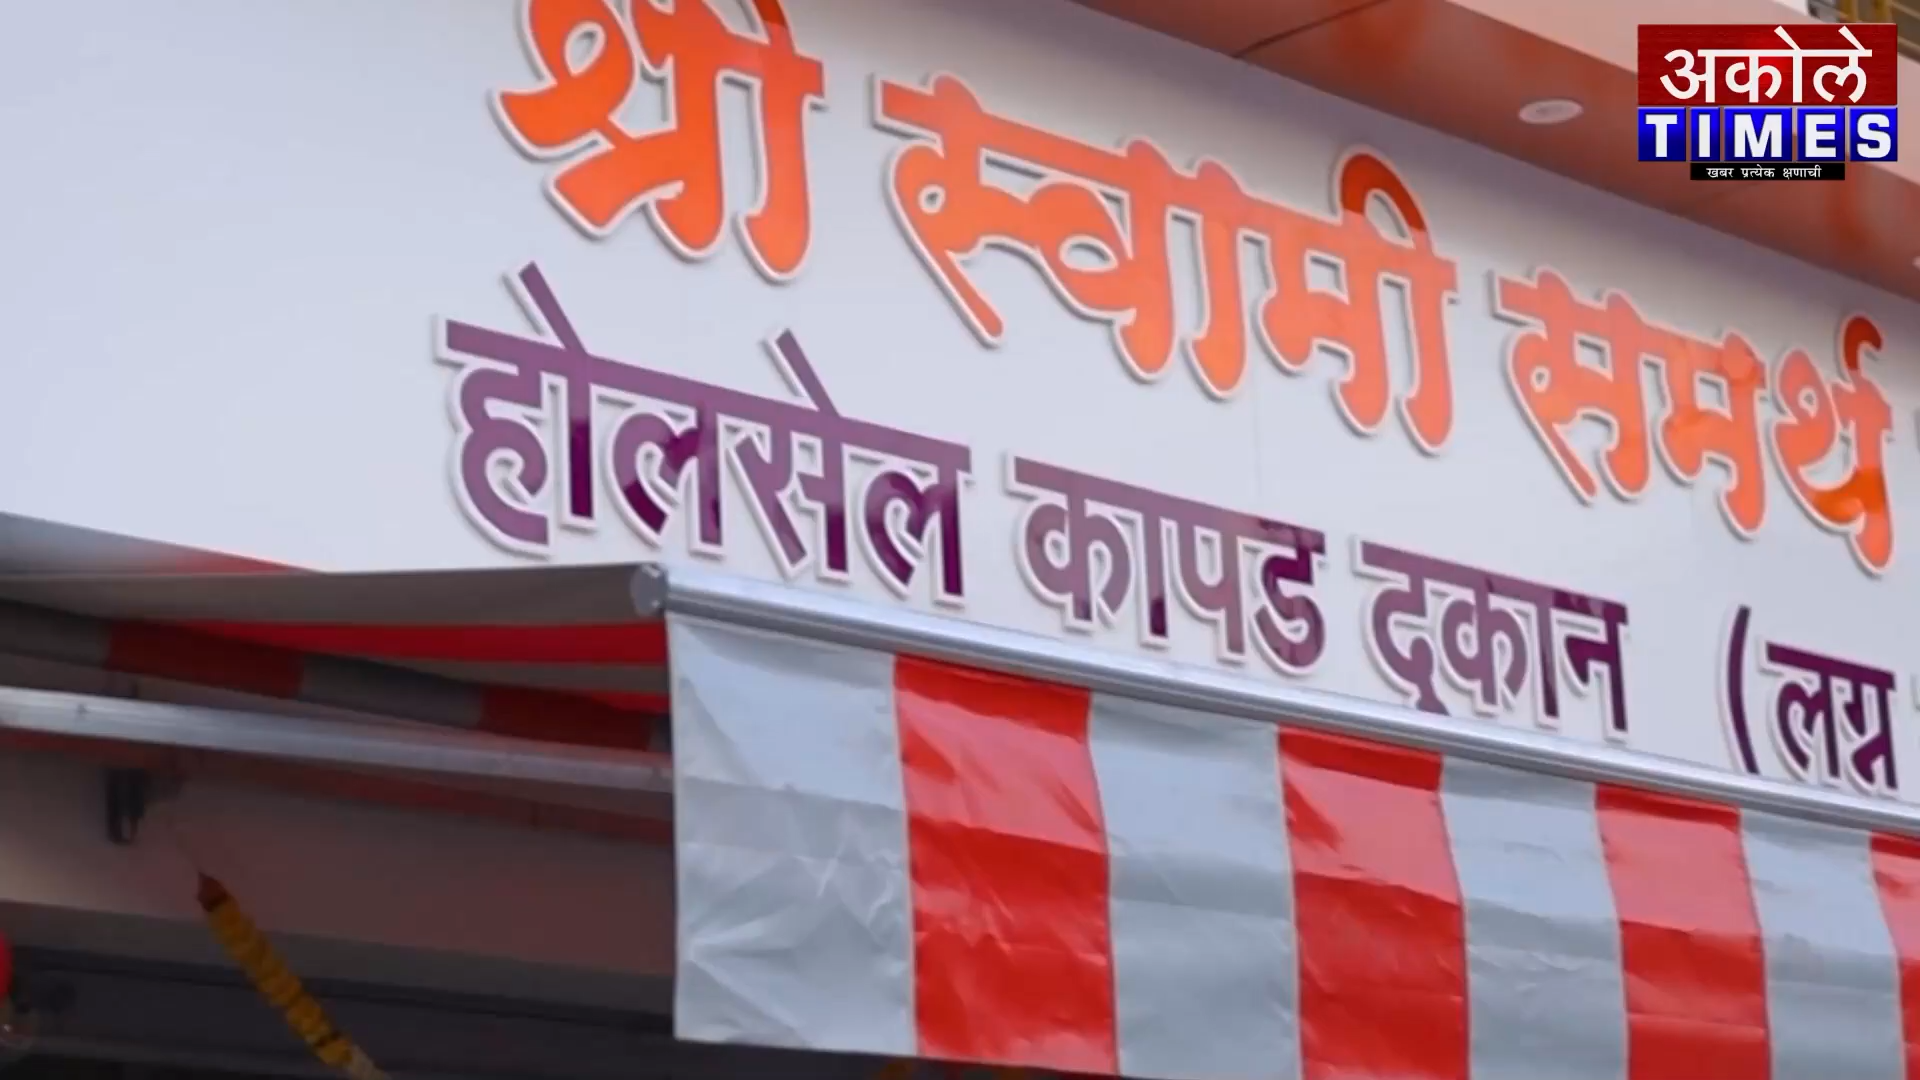 श्री स्वामी समर्थ
होलसेल कापड दुकान (लग्न
अकोले
TIMES
खबर प्रत्येक क्षणाची